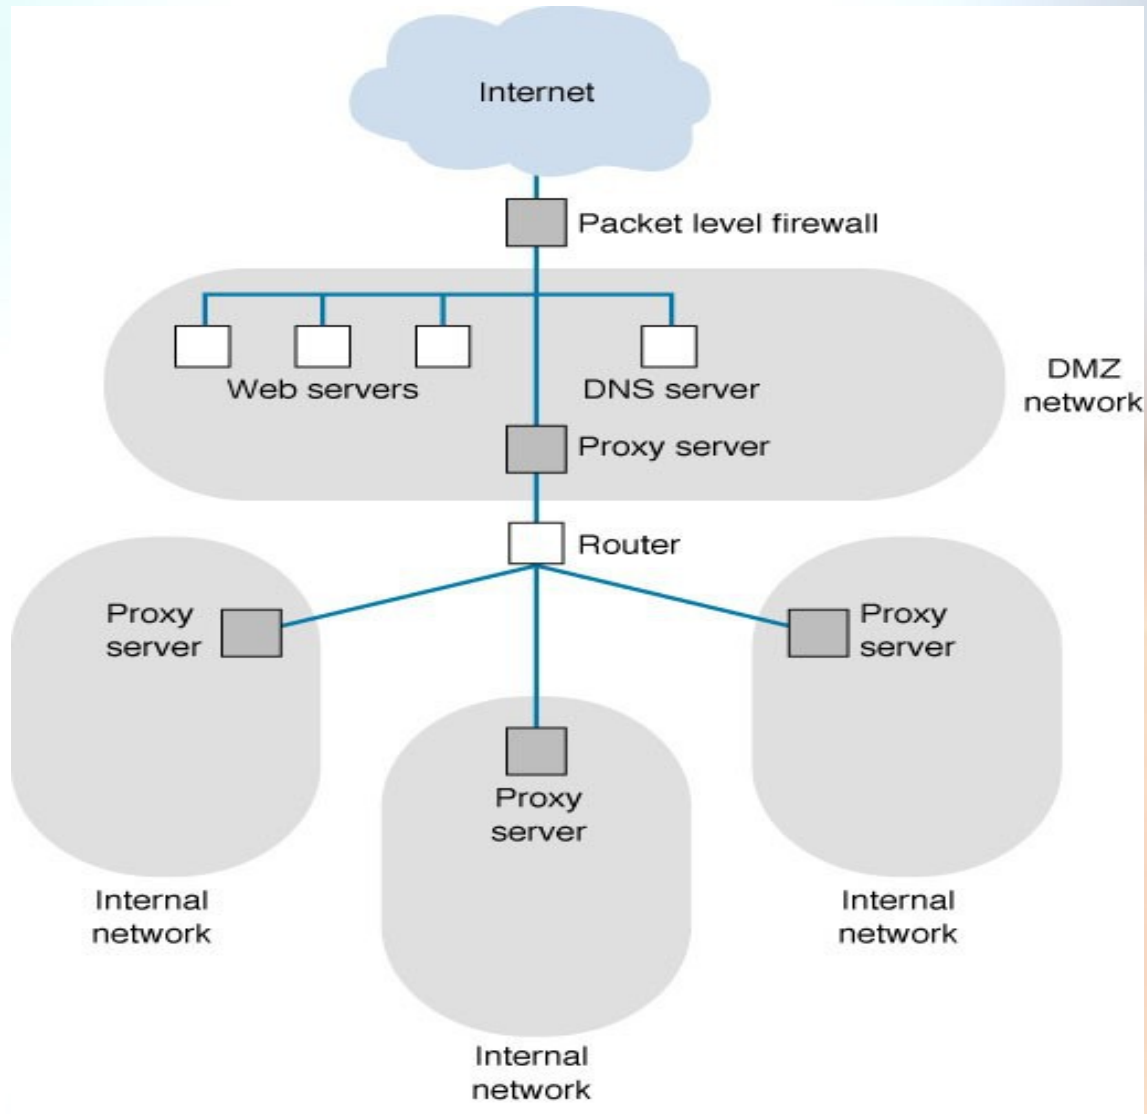 Internet
Packet level firewall
Web servers
DNS server
DMZ
network
Proxy server
Router
Proxy
server
Proxy
server
Proxy
server
Internal
network
Internal
network
Internal
network